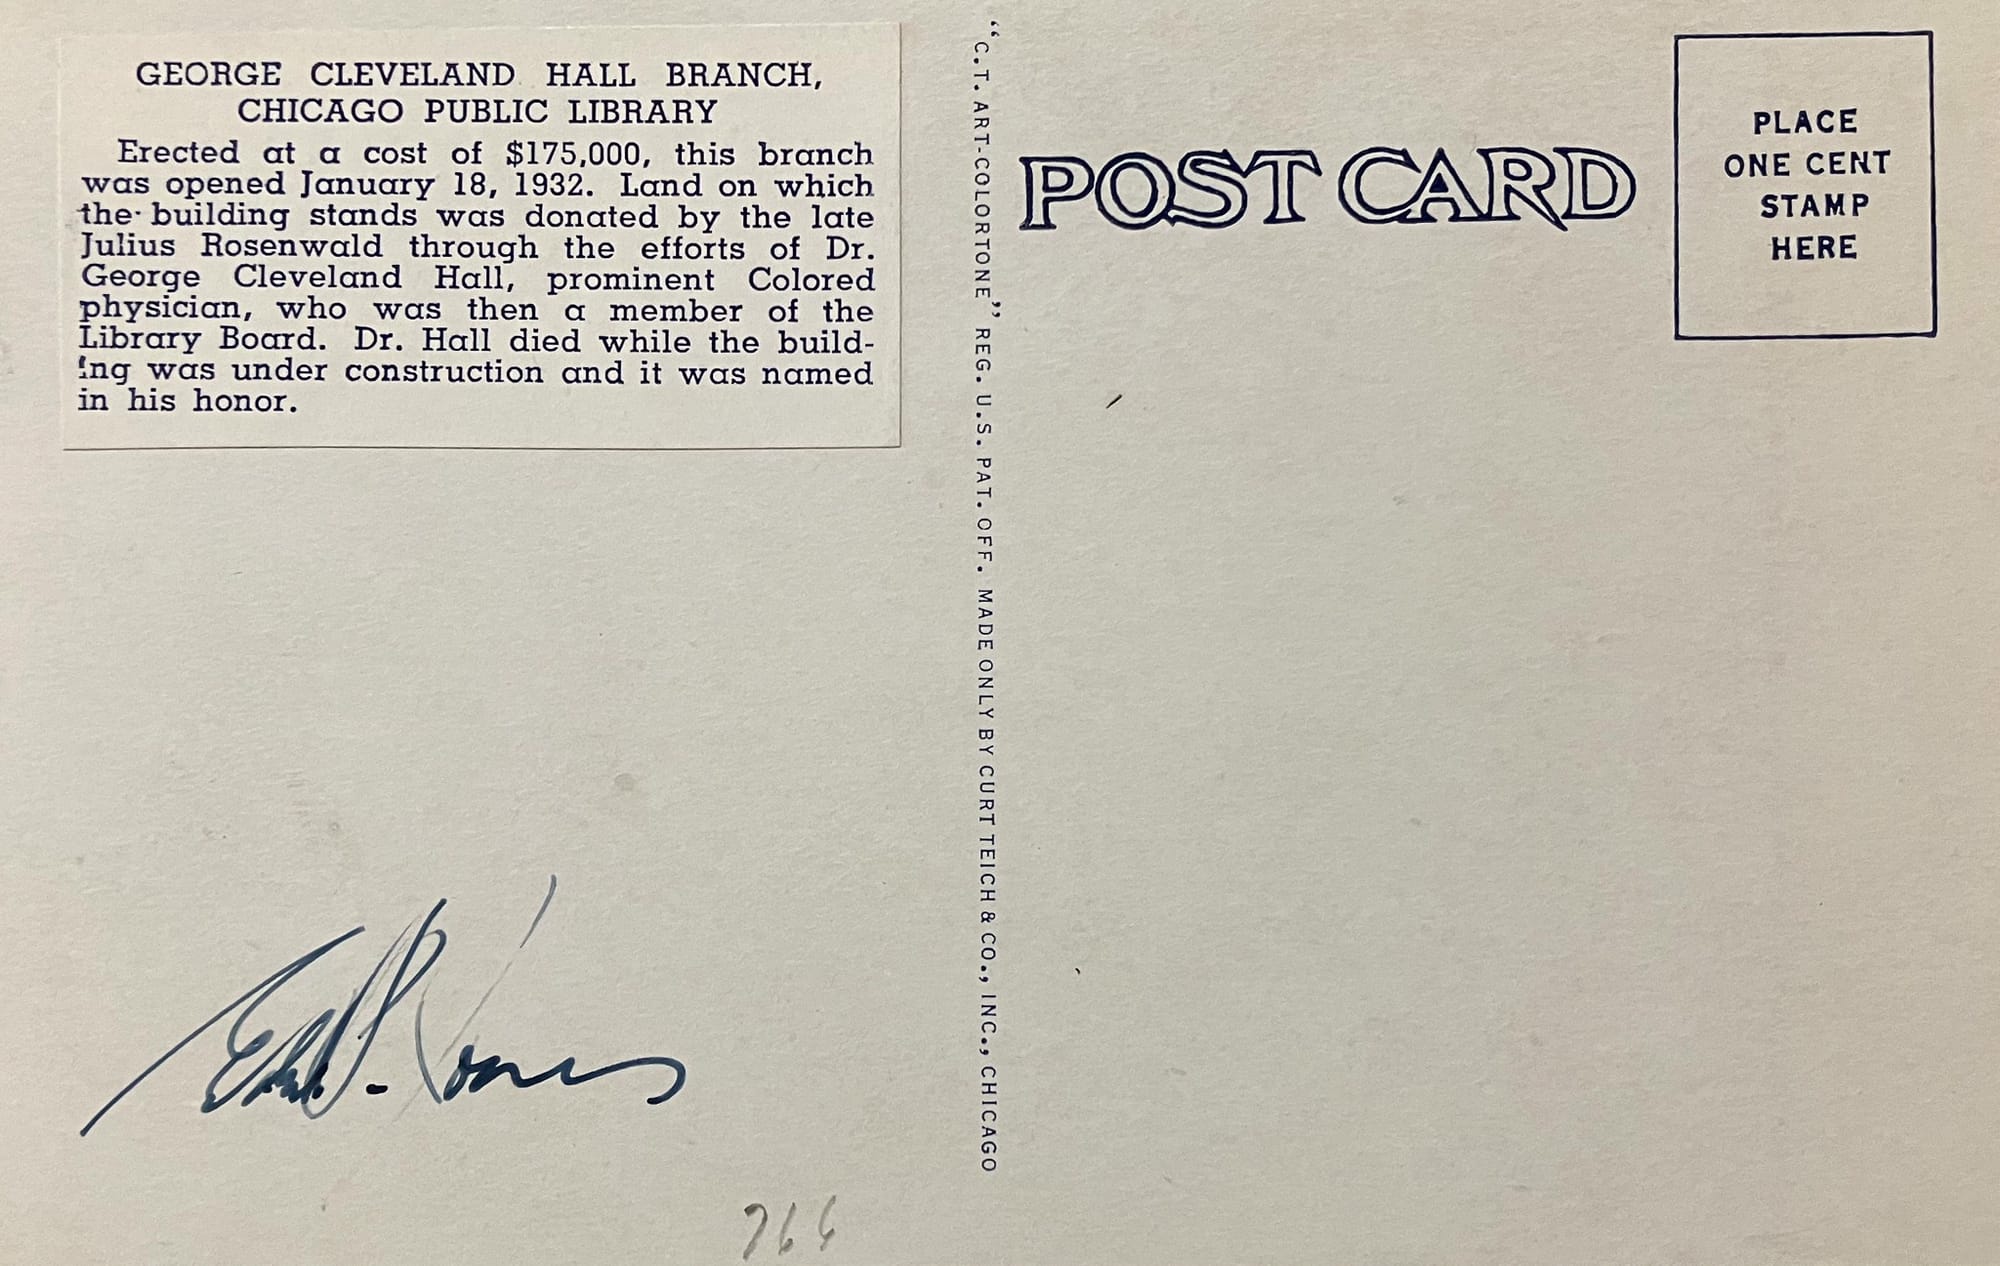 GEORGE CLEVELAND HALL BRANCH,
CHICAGO PUBLIC LIBRARY
Erected at a cost of $175,000, this branch
was opened January 18, 1932. Land on which
the building stands was donated by the late
Julius Rosenwald through the efforts of Dr.
George Cleveland Hall, prominent Colored
physician, who was then a member of the
Library Board. Dr. Hall died while the build-
ing was under construction and it was named
in his honor.
"C.T. ART-COLORTONE" REG. U.S. PAT. OFF. MADE ONLY BY CURT TEICH & CO., INC., CHICAGO
POST CARD
PLACE
ONE CENT
STAMP
HERE
766